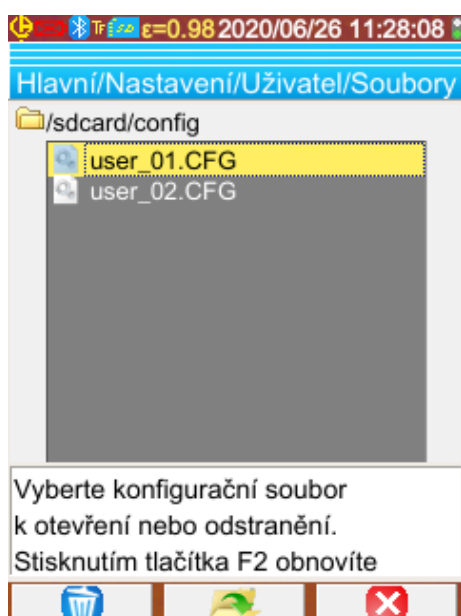 ε=0.98 2020/06/26 11:28:08
Hlavní/Nastavení/Uživatel/Soubory
/sdcard/config
user_01.CFG
user_02.CFG
Vyberte konfigurační soubor
k otevření nebo odstranění.
Stisknutím tlačítka F2 obnovíte